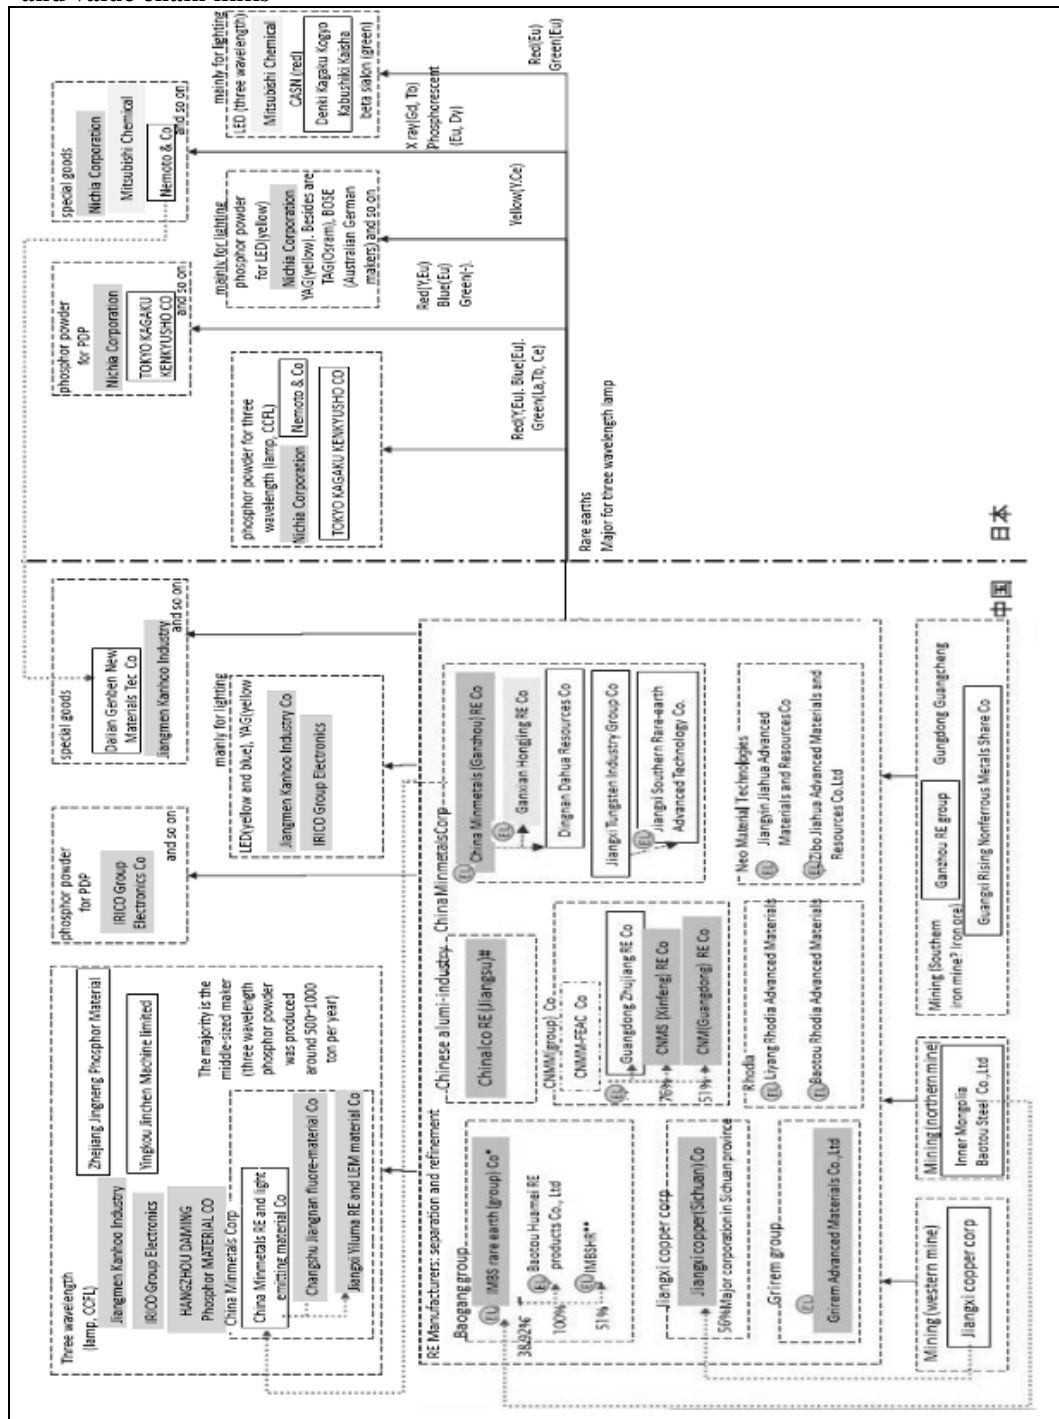 and value chain links
Three wavelength
(lamp, CCFL)
Jiangmen Kanhoo Industry
IRICO Group Electronics
HANGZHOU DAMING
Phosphor MATERIAL CO
Zhejiang Jingneng Phosphor Material
Yingkou Jinchen Machine limited
The majority is the
middle-sized maker
(three wavelength
phosphor powder
was produced
around 500~1000
ton per year)
China Minmetals Corp
China Minmetals RE and light
emitting material Co
Changshu jiangnan fluore-material Co
Jiangxi Yiluma RE and LEM material Co
phosphor powder
for PDP
IRICO Group
Electronics Co
and so on
mainly for lighting
LED(yellow and blue), YAG(yellow
Jiangmen Kanhoo Industry Co
IRICO Group Electronics
special goods
Dalian Genben New
Materials Tec Co
Jiangmen Kanhoo Industry
and so on
RE Manufacturers: separation and refinement
Baogang group
EL
IMBS rare earth (group) Co*
38.92%
EL
Baotou Huamei RE
products Co., Ltd
100%
EL
IMBSHR**
51%
Jiangxi copper corp
Jiangxi copper(Sichuan) Co
56%Major corporation in Sichuan province
Grirem group
EL
Grirem Advanced Materials Co.,Ltd
Chinese alumi-industry
Chinalco RE (Jiangsu)#
CNMM(group) Co
CNMM-FEAC Co
EL
Guangdong Zhujiang RE Co
76%
CNMS (Xinfeng) RE Co
51%
CNM(Guangdong) RE Co
Rhodia
EL
Liyang Rhodia Advanced Materials
EL
Baotou Rhodia Advanced Materials
ChinaMinmetalsCorp
EL
China Minmetals (Ganzhou) RE Co
EL
Ganxian Hongjing RE Co
Dingnan Dahua Resources Co
Jiangxi Tungsten Industry Group Co
EL
Jiangxi Southern Rare-earth
Advanced Technology Co.
Neo Material Technologies
EL
Jiangyin Jiahua Advanced
Materials and Resources Co
EL
Zibo Jiahua Advanced Materials and
Resources Co.Ltd
Mining (western mine)
Jiangxi copper corp
Mining (northern mine)
Inner Mongolia
Baotou Steel Co.,Ltd
Mining (Southern
iron mine? Iron ore)
Ganzhou RE group
Gungdong Guangcheng
Guangxi Rising Nonferrous Metals Share Co
中国
日本
phosphor powder for three
wavelength (lamp, CCFL)
Nichia Corporation
Nemoto & Co
TOKYO KAGAKU KENKYUSHO CO
phosphor powder
for PDP
Nichia Corporation
TOKYO KAGAKU
KENKYUSHO CO
and so on
mainly for lighting
phosphor powder
for LED(yellow)
Nichia Corporation
YAG(yellow). Besides are
TAG(Osram), BOSE
(Australian German
makers) and so on
special goods
Nichia Corporation
Mitsubishi Chemical
Nemoto & Co
and so on
mainly for lighting
LED (three wavelength)
Mitsubishi Chemical
CASN (red)
Denki Kagaku Kogyo
Kabushiki Kaisha
beta sialon (green)
Rare earths
Major for three wavelength lamp
Red(Y,Eu). Blue(Eu).
Green(La,Tb, Ce)
Red(Y,Eu)
Blue(Eu)
Green(-).
Yellow(Y.Ce)
X ray(Gd, Tb)
Phosphorescent
(Eu, Dy)
Red(Eu)
Green(Eu)